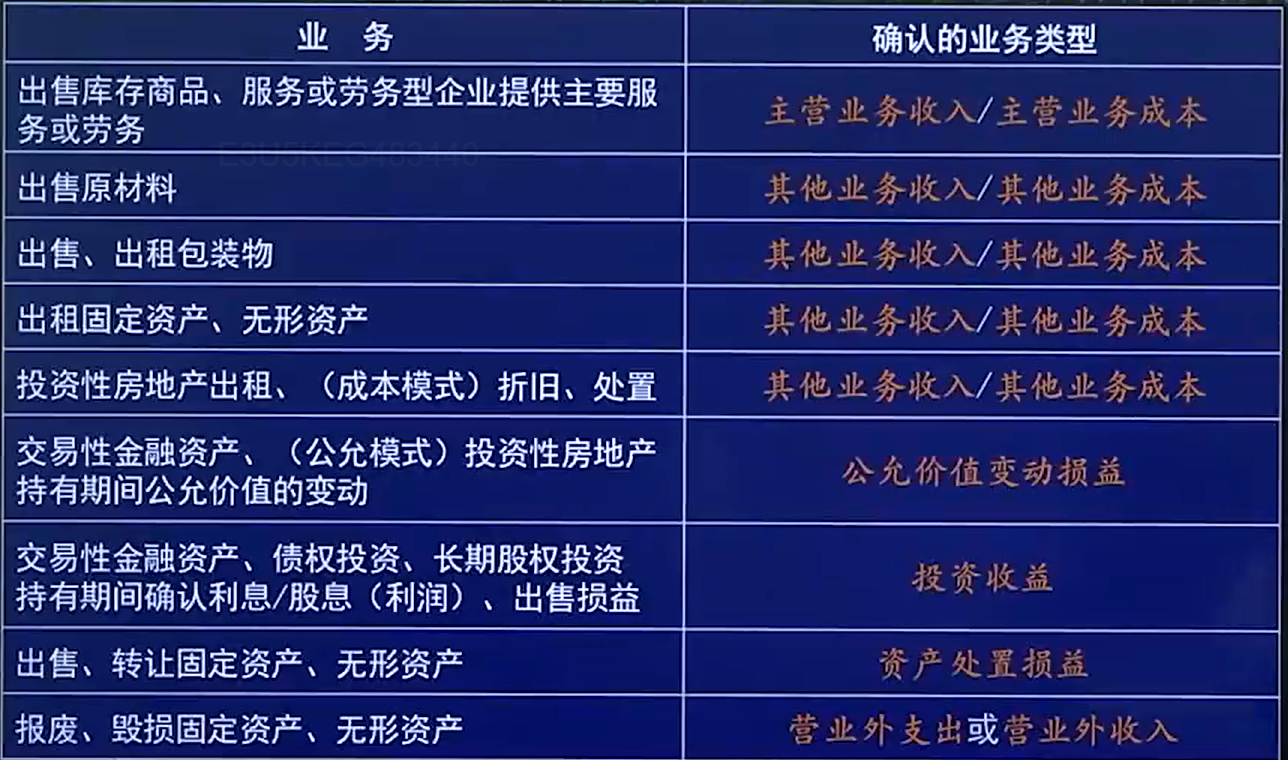 业 务
确认的业务类型
出售库存商品、服务或劳务型企业提供主要服
务或劳务
主营业务收入/主营业务成本
出售原材料
其他业务收入/其他业务成本
出售、出租包装物
其他业务收入/其他业务成本
出租固定资产、无形资产
其他业务收入/其他业务成本
投资性房地产出租、（成本模式）折旧、处置
其他业务收入/其他业务成本
交易性金融资产、（公允模式）投资性房地产
持有期间公允价值的变动
公允价值变动损益
交易性金融资产、债权投资、长期股权投资
持有期间确认利息/股息（利润）、出售损益
投资收益
出售、转让固定资产、无形资产
资产处置损益
报废、毁损固定资产、无形资产
营业外支出或营业外收入